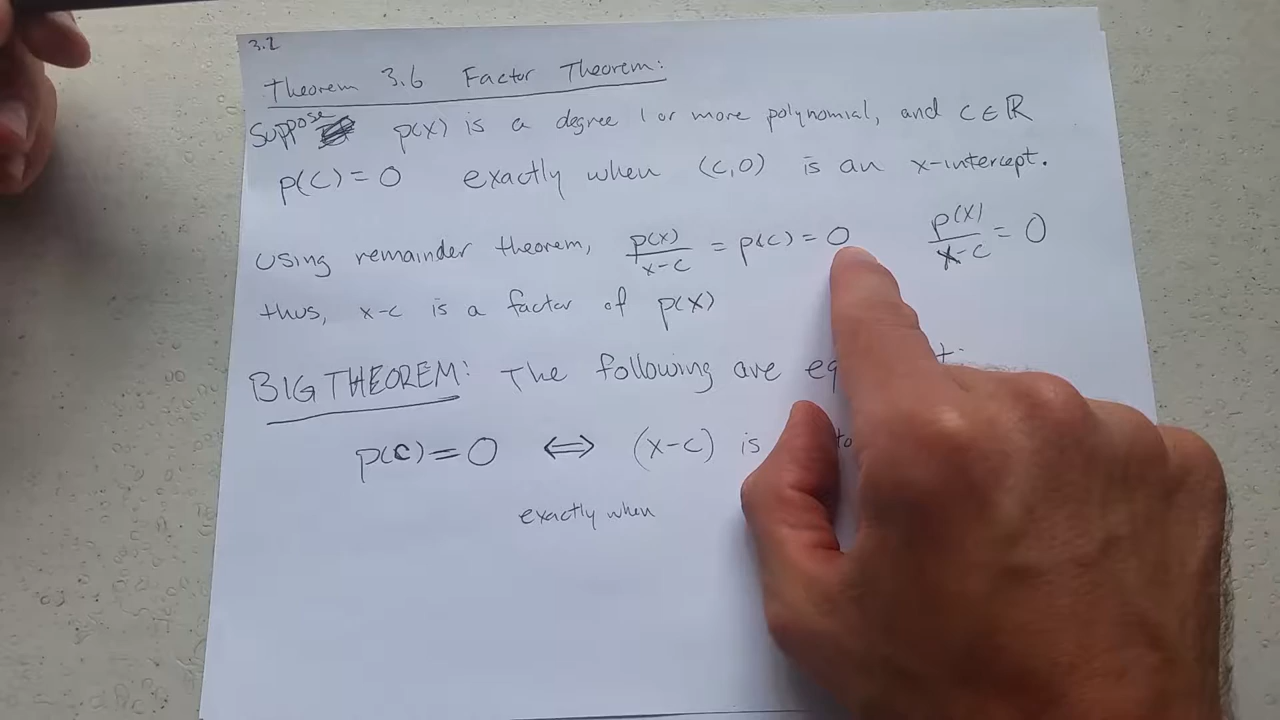 3.2
Theorem 3.6 Factor Theorem:
Suppose p(x) is a degree 1 or more polynomial, and c ∈ ℝ
p(c) = 0 exactly when (c,0) is an x-intercept.
Using remainder theorem, p(x)/(x-c) = p(c) = 0 p(x)/(x-c) = 0
thus, x-c is a factor of p(x)
BIG THEOREM: The following are
p(c) = 0 ⟺ (x-c) is
exactly when